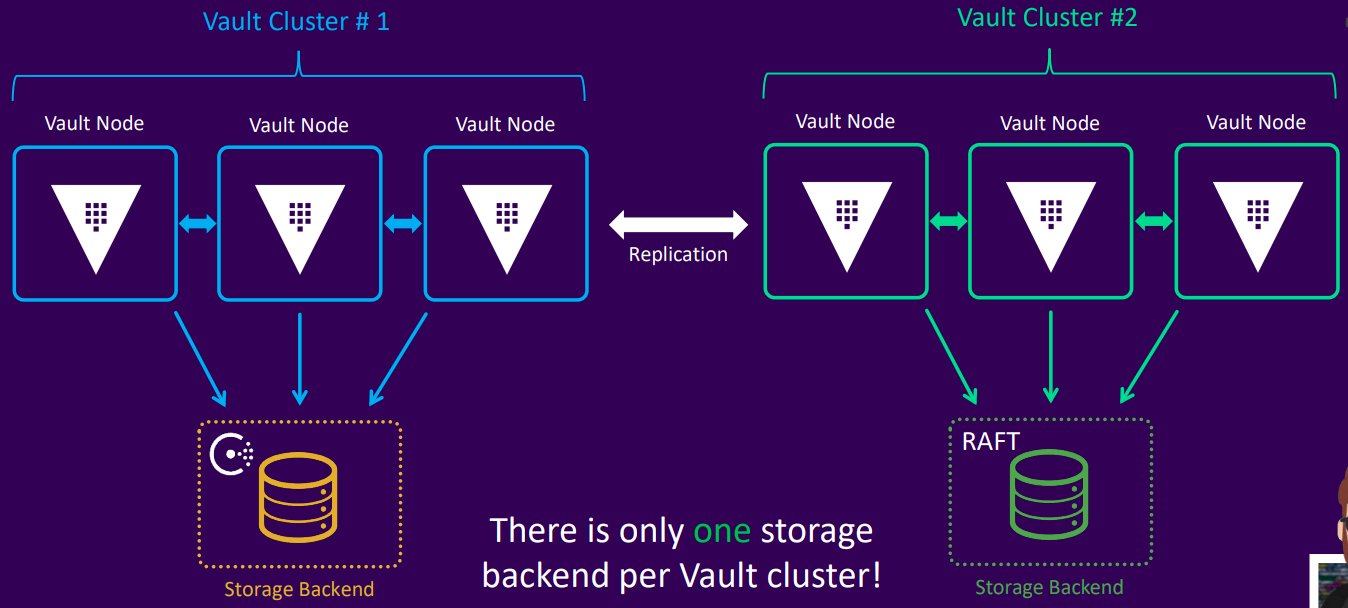 Vault Cluster # 1
Vault Cluster #2
Vault Node
Vault Node
Vault Node
Vault Node
Vault Node
Vault Node
Replication
RAFT
There is only one storage
backend per Vault cluster!
Storage Backend
Storage Backend